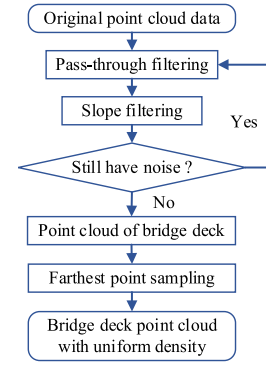 Original point cloud data
Pass-through filtering
Slope filtering
Yes
Still have noise ?
No
Point cloud of bridge deck
Farthest point sampling
Bridge deck point cloud
with uniform density